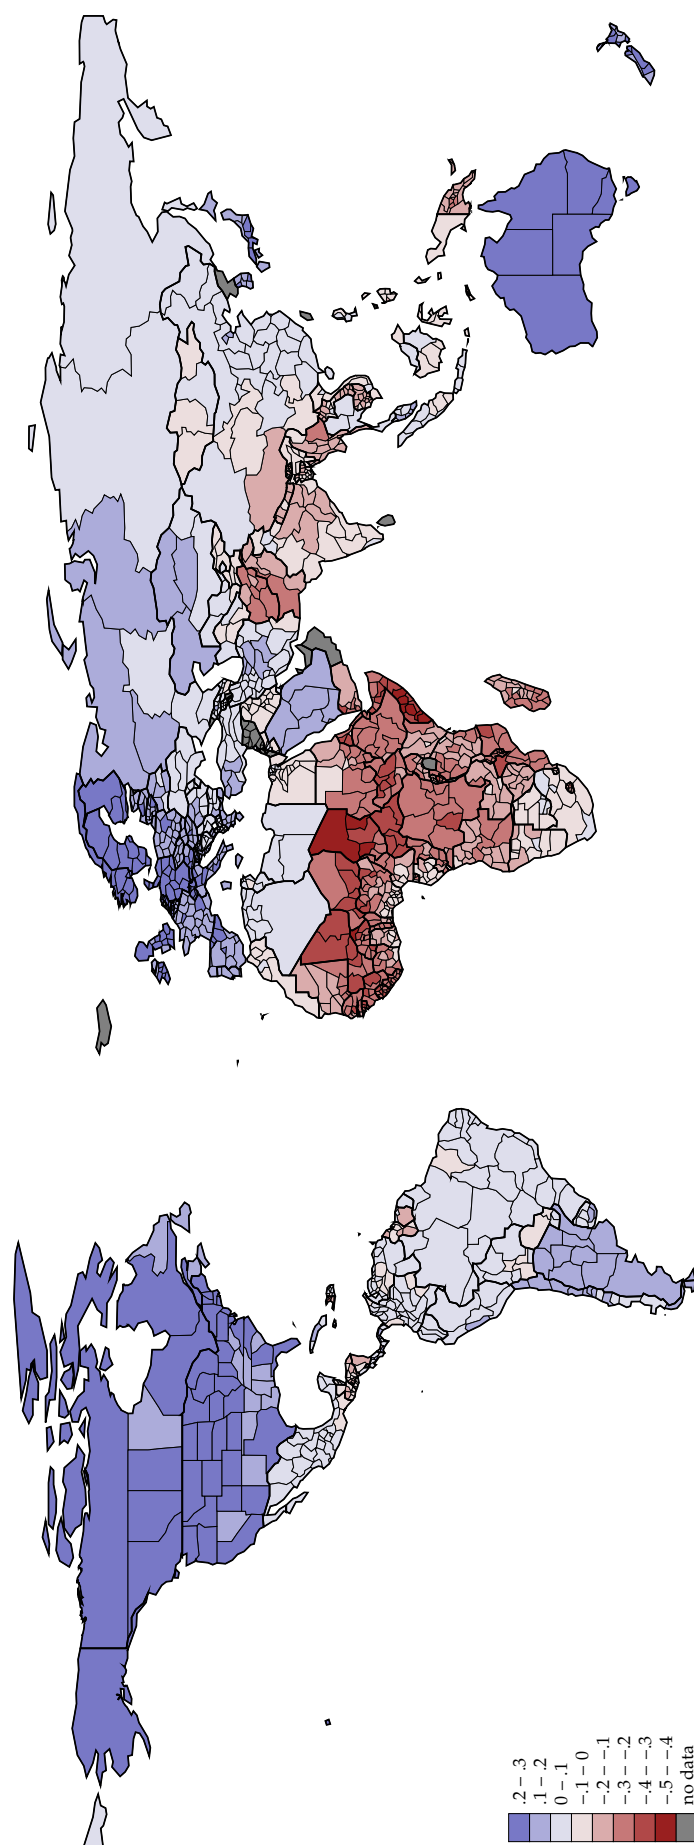 .2 – .3
.1 – .2
0 – .1
–.1 – 0
–.2 – –.1
–.3 – –.2
–.4 – –.3
–.5 – –.4
no data